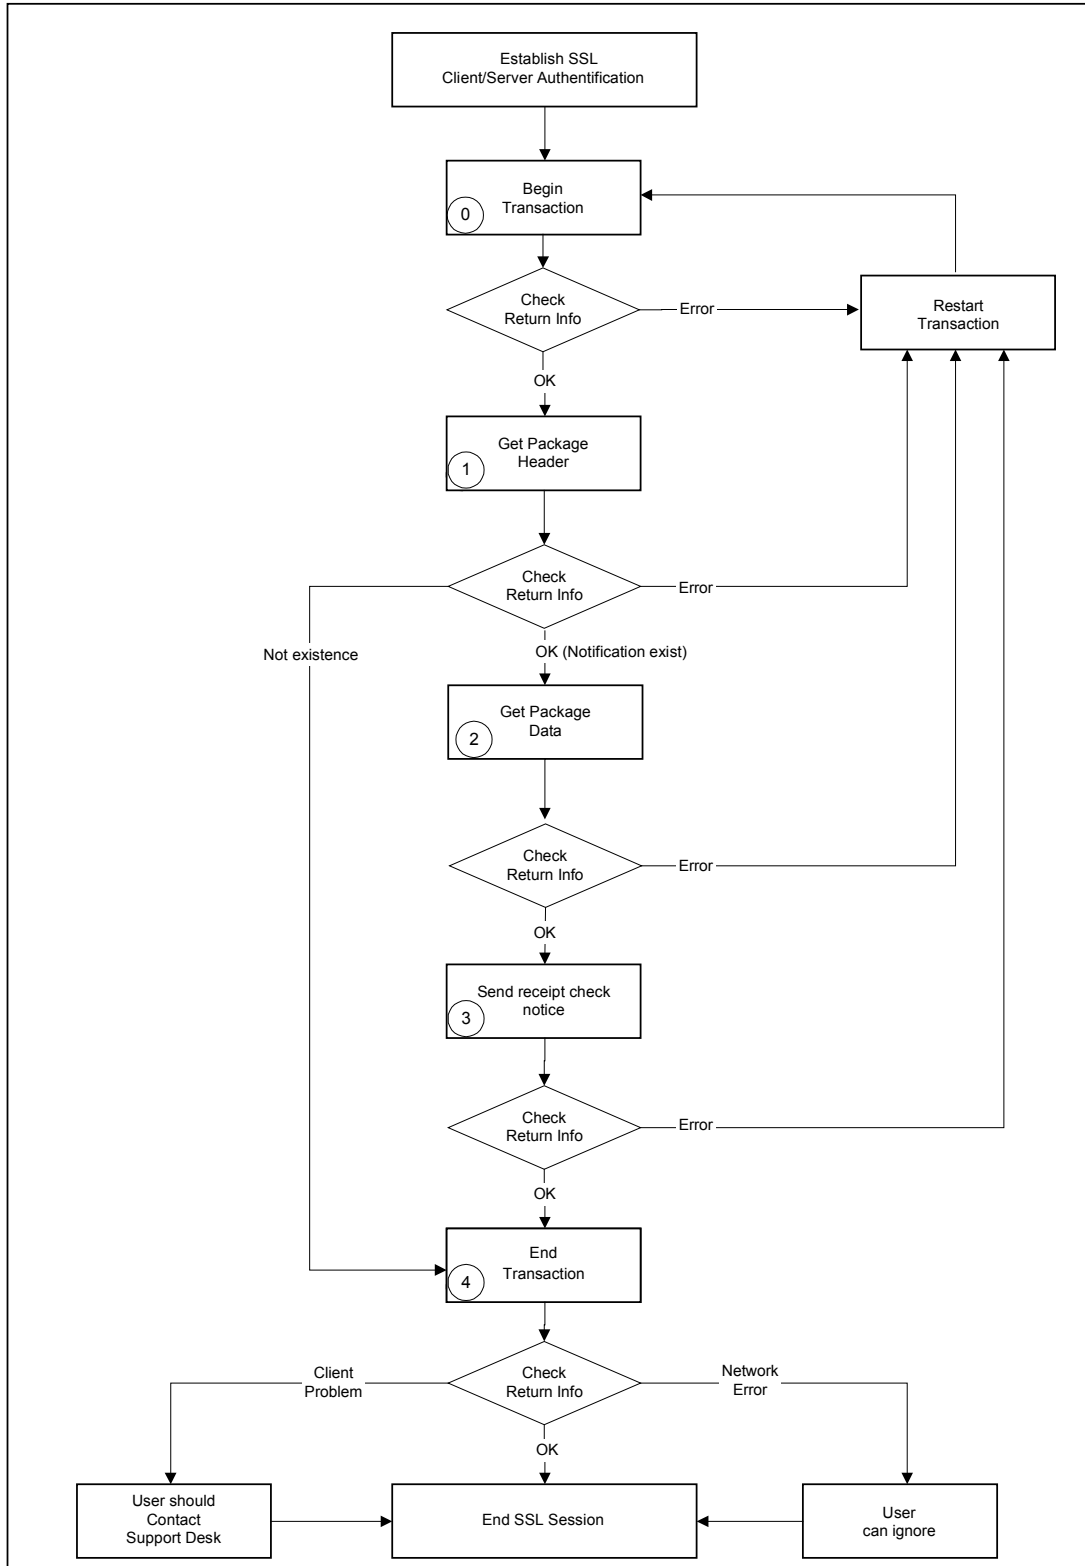 Establish SSL
Client/Server Authentification
Begin
Transaction
0
Check
Return Info
Error
Restart
Transaction
OK
Get Package
Header
1
Check
Return Info
Error
Not existence
OK (Notification exist)
Get Package
Data
2
Check
Return Info
Error
OK
Send receipt check
notice
3
Check
Return Info
Error
OK
End
Transaction
4
Client
Problem
Check
Return Info
Network
Error
OK
User should
Contact
Support Desk
End SSL Session
User
can ignore